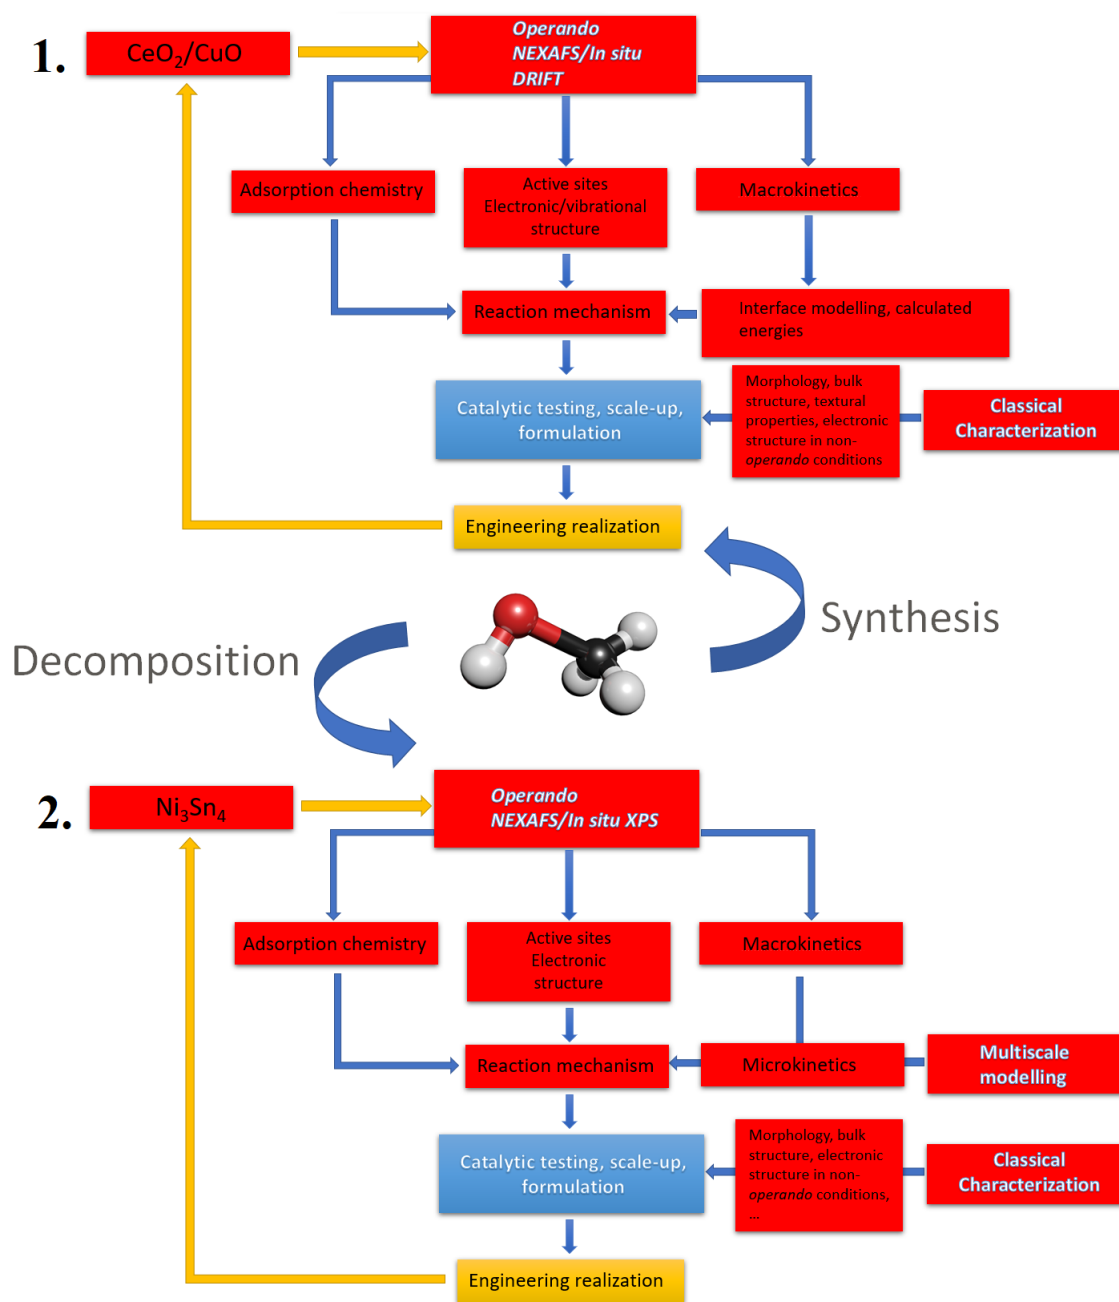 1.
CeO₂/CuO
Operando
NEXAFS/In situ
DRIFT
Adsorption chemistry
Active sites
Electronic/vibrational
structure
Macrokinetics
Reaction mechanism
Interface modelling, calculated
energies
Catalytic testing, scale-up,
formulation
Morphology, bulk
structure, textural
properties, electronic
structure in non-
operando conditions
Classical
Characterization
Engineering realization
Synthesis
Decomposition
2.
Ni₃Sn₄
Operando
NEXAFS/In situ XPS
Adsorption chemistry
Active sites
Electronic
structure
Macrokinetics
Reaction mechanism
Microkinetics
Multiscale
modelling
Catalytic testing, scale-up,
formulation
Morphology, bulk
structure, electronic
structure in non-
operando conditions,
...
Classical
Characterization
Engineering realization